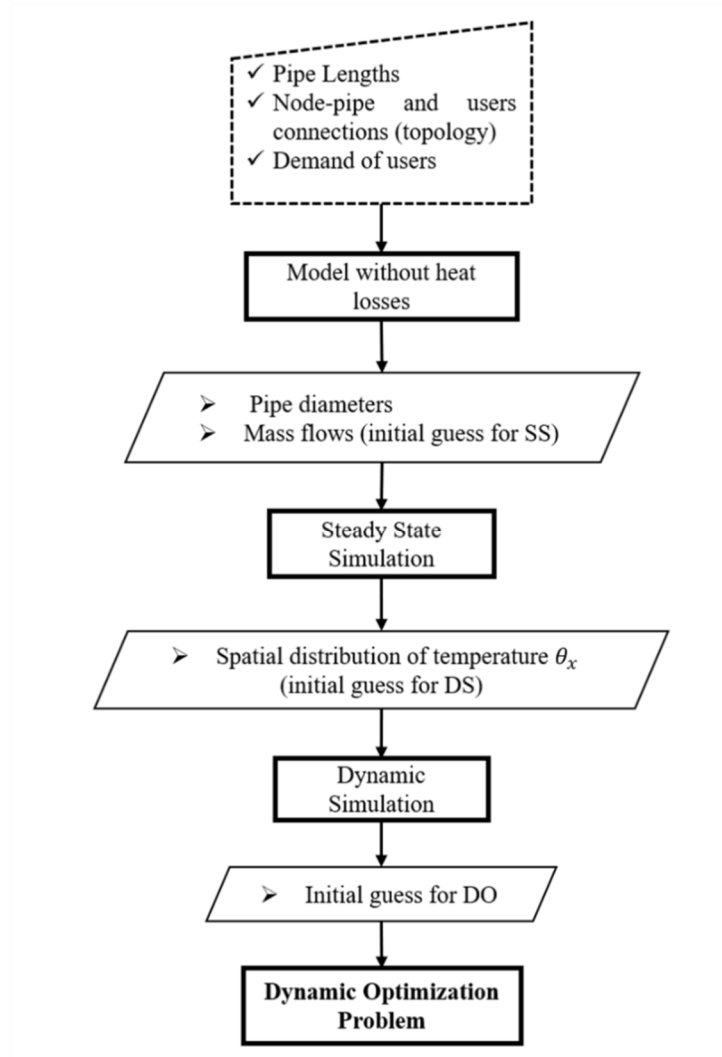 ✓ Pipe Lengths
✓ Node-pipe and users
connections (topology)
✓ Demand of users
Model without heat
losses
➢ Pipe diameters
➢ Mass flows (initial guess for SS)
Steady State
Simulation
➢ Spatial distribution of temperature θₓ
(initial guess for DS)
Dynamic
Simulation
➢ Initial guess for DO
Dynamic Optimization
Problem